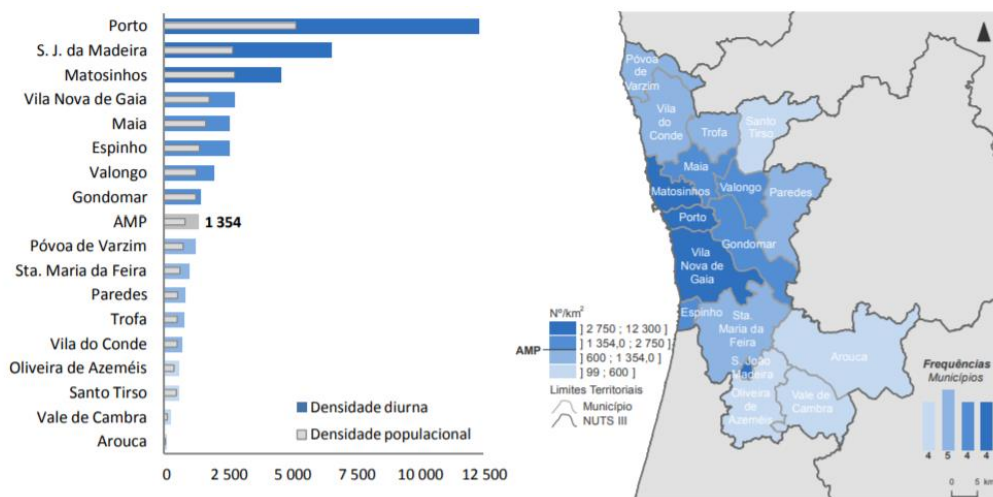 Porto
S. J. da Madeira
Matosinhos
Vila Nova de Gaia
Maia
Espinho
Valongo
Gondomar
AMP
1 354
Póvoa de Varzim
Sta. Maria da Feira
Paredes
Trofa
Vila do Conde
Oliveira de Azeméis
Santo Tirso
Vale de Cambra
Arouca
Densidade diurna
Densidade populacional
0
2 500
5 000
7 500
10 000
12 500
Póvoa
de
Varzim
Vila
do
Conde
Trofa
Santo
Tirso
Maia
Matosinhos
Valongo
Paredes
Porto
Gondomar
Vila
Nova de
Gaia
Espinho
Sta.
Maria da
Feira
S. João
Madeira
Arouca
Oliveira
de
Azeméis
Vale de
Cambra
Nº/km²
] 2 750 ; 12 300 ]
] 1 354,0 ; 2 750 ]
AMP
] 600 ; 1 354,0 ]
] 99 ; 600 ]
Limites Territoriais
Município
NUTS III
Frequências
Municípios
4 5 4 4
0 5 km